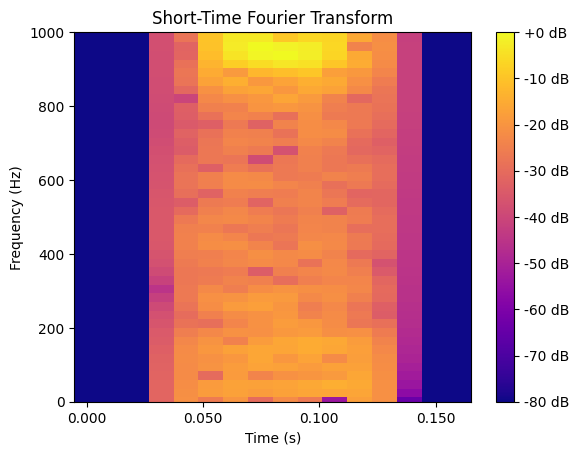 Short-Time Fourier Transform
1000
800
600
400
200
0
Frequency (Hz)
0.000
0.050
0.100
0.150
Time (s)
+0 dB
-10 dB
-20 dB
-30 dB
-40 dB
-50 dB
-60 dB
-70 dB
-80 dB